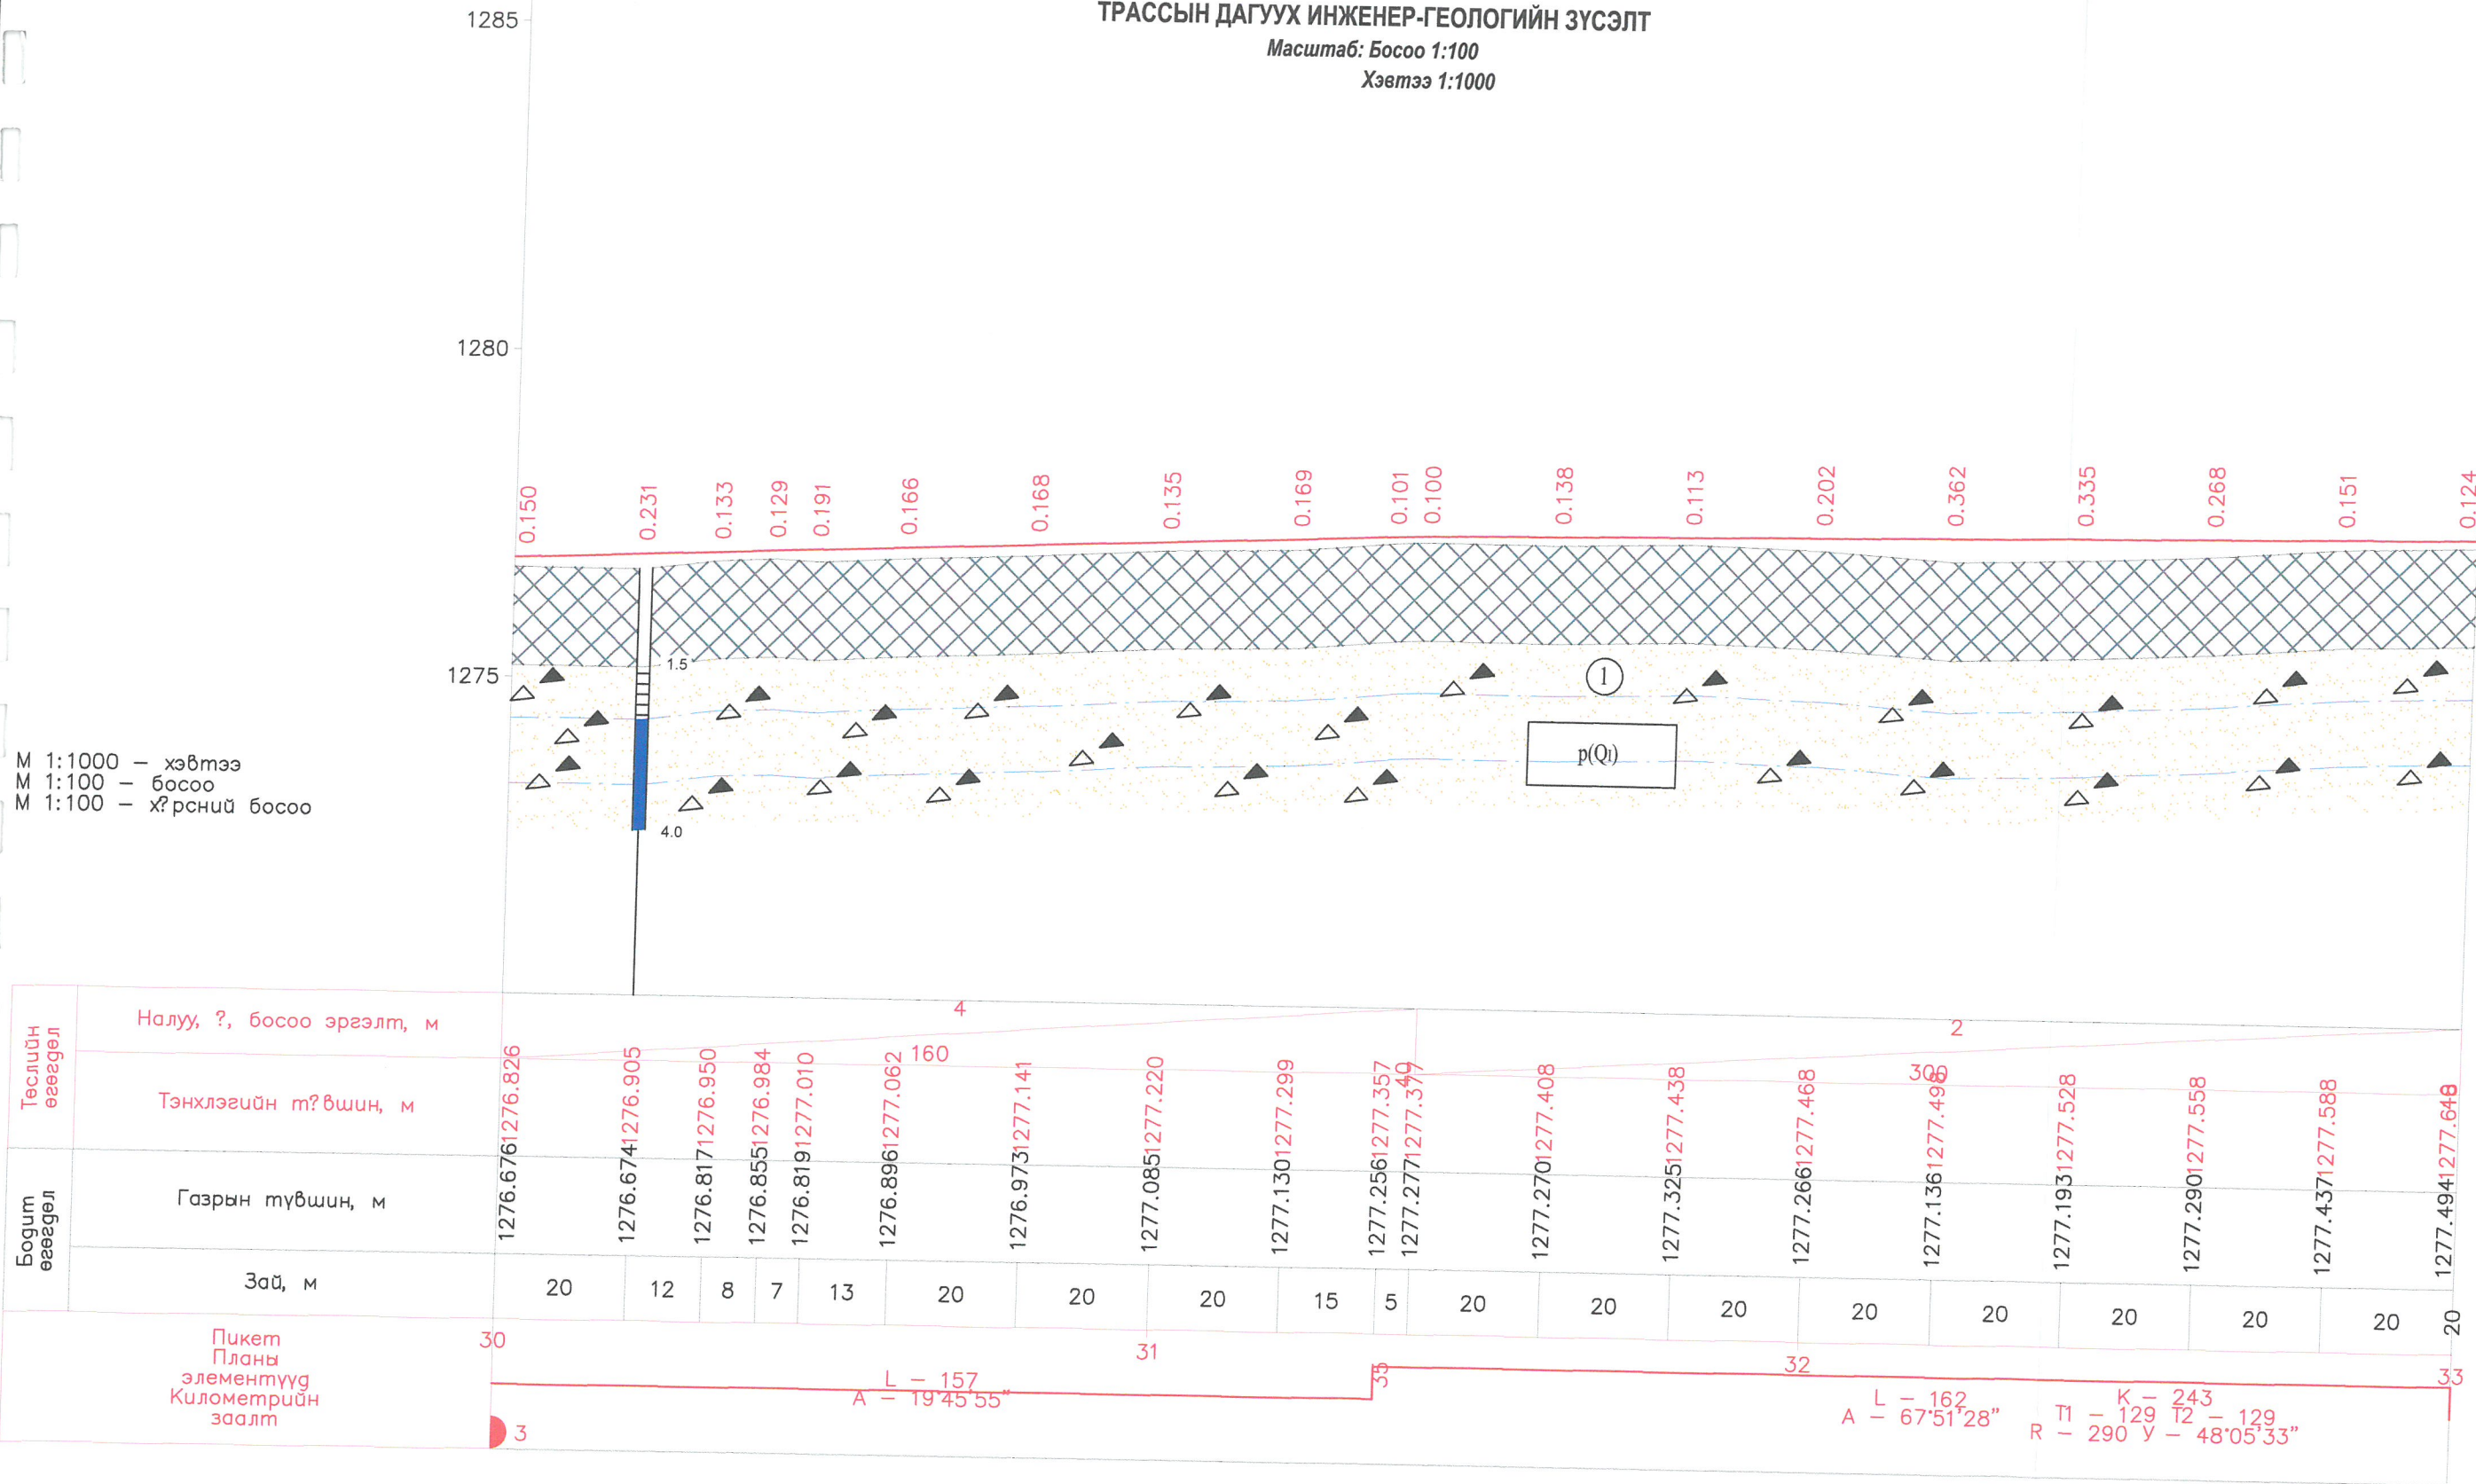 ТРАССЫН ДАГУУХ ИНЖЕНЕР-ГЕОЛОГИЙН ЗҮСЭЛТ
Масштаб: Босоо 1:100
Хэвтээ 1:1000
1285
1280
1275
0.150 0.231 0.133 0.129 0.191 0.166 0.168 0.135 0.169 0.101 0.100 0.138 0.113 0.202 0.362 0.335 0.268 0.151 0.124
1.5
4.0
1
p(QI)
М 1:1000 – хэвтээ
М 1:100 – босоо
М 1:100 – х?рсний босоо
Төслийн өгөгдөл
Налуу, ?, босоо эргэлт, м
4 160 40 2 300
Тэнхлэгийн т?вшин, м
1276.826 1276.905 1276.950 1276.984 1277.010 1277.062 1277.141 1277.220 1277.299 1277.357 1277.377 1277.408 1277.438 1277.468 1277.498 1277.528 1277.558 1277.588
Бодит өгөгдөл
Газрын түвшин, м
1276.676 1276.674 1276.817 1276.855 1276.819 1276.896 1276.973 1277.085 1277.130 1277.256 1277.277 1277.270 1277.325 1277.266 1277.136 1277.193 1277.290 1277.437 1277.494
Зай, м
20 12 8 7 13 20 20 20 15 5 20 20 20 20 20 20 20 20 20
Пикет
Планы
элементүүд
Километрийн
заалт
30 31 32 33
35
L – 157
A – 19°45'55"
L – 162
A – 67°51'28"
K – 243
T1 – 129 T2 – 129
R – 290 У – 48°05'33"
3